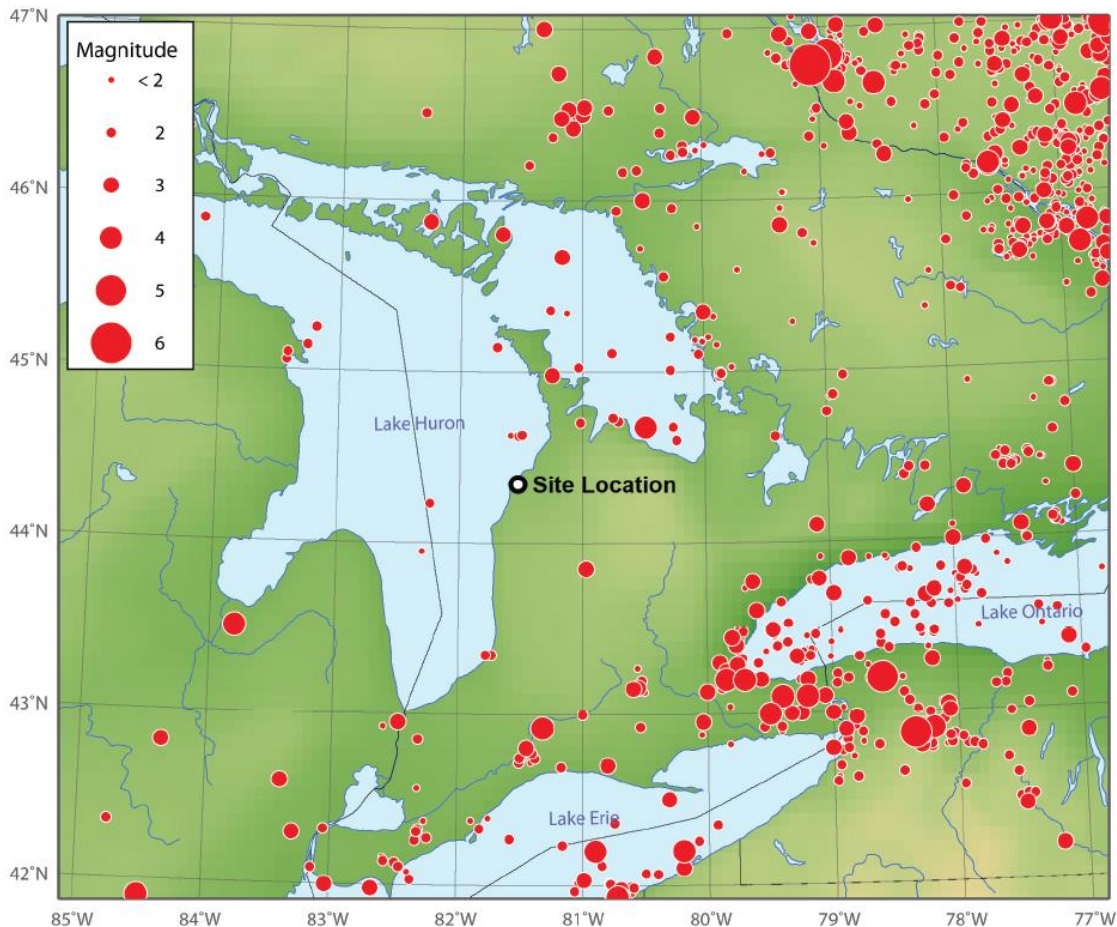 47°N
Magnitude
< 2
2
3
4
5
6
46°N
45°N
Lake Huron
Site Location
44°N
Lake Ontario
43°N
Lake Erie
42°N
85°W
84°W
83°W
82°W
81°W
80°W
79°W
78°W
77°W